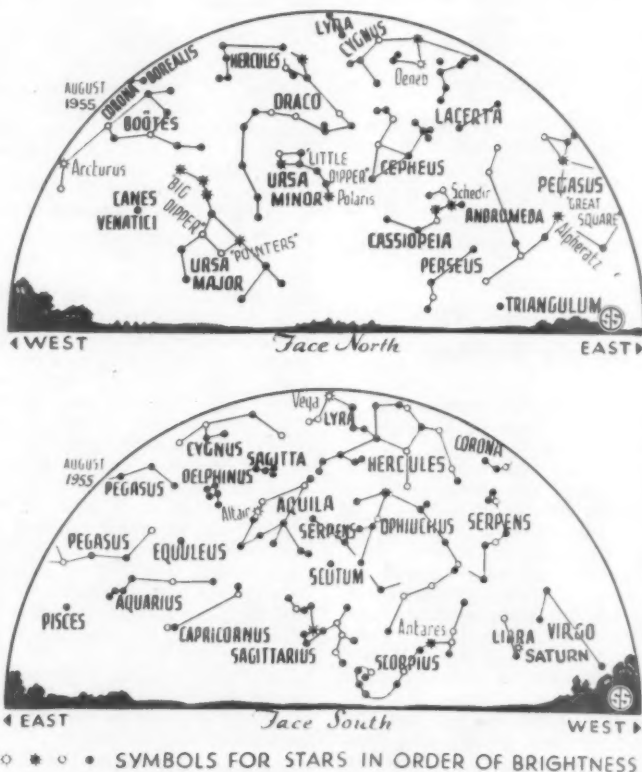 LYRA
CYGNUS
HERCULES
Deneb
AUGUST
1955
CORONA BOREALIS
DRACO
LACERTA
BOÖTES
"LITTLE
DIPPER"
CEPHEUS
Arcturus
URSA
MINOR
Polaris
PEGASUS
"GREAT
SQUARE"
BIG
DIPPER
Schedir
ANDROMEDA
CANES
VENATICI
Alpheratz
"POINTERS"
CASSIOPEIA
URSA
MAJOR
PERSEUS
TRIANGULUM
SS
WEST
Face North
EAST
Vega
LYRA
CYGNUS
CORONA
AUGUST
1955
SAGITTA
HERCULES
PEGASUS
DELPHINUS
Altair
AQUILA
SERPENS
OPHIUCHUS
SERPENS
PEGASUS
EQUULEUS
SCUTUM
AQUARIUS
PISCES
CAPRICORNUS
Antares
SAGITTARIUS
SCORPIUS
LIBRA
VIRGO
SATURN
SS
EAST
Face South
WEST
SYMBOLS FOR STARS IN ORDER OF BRIGHTNESS